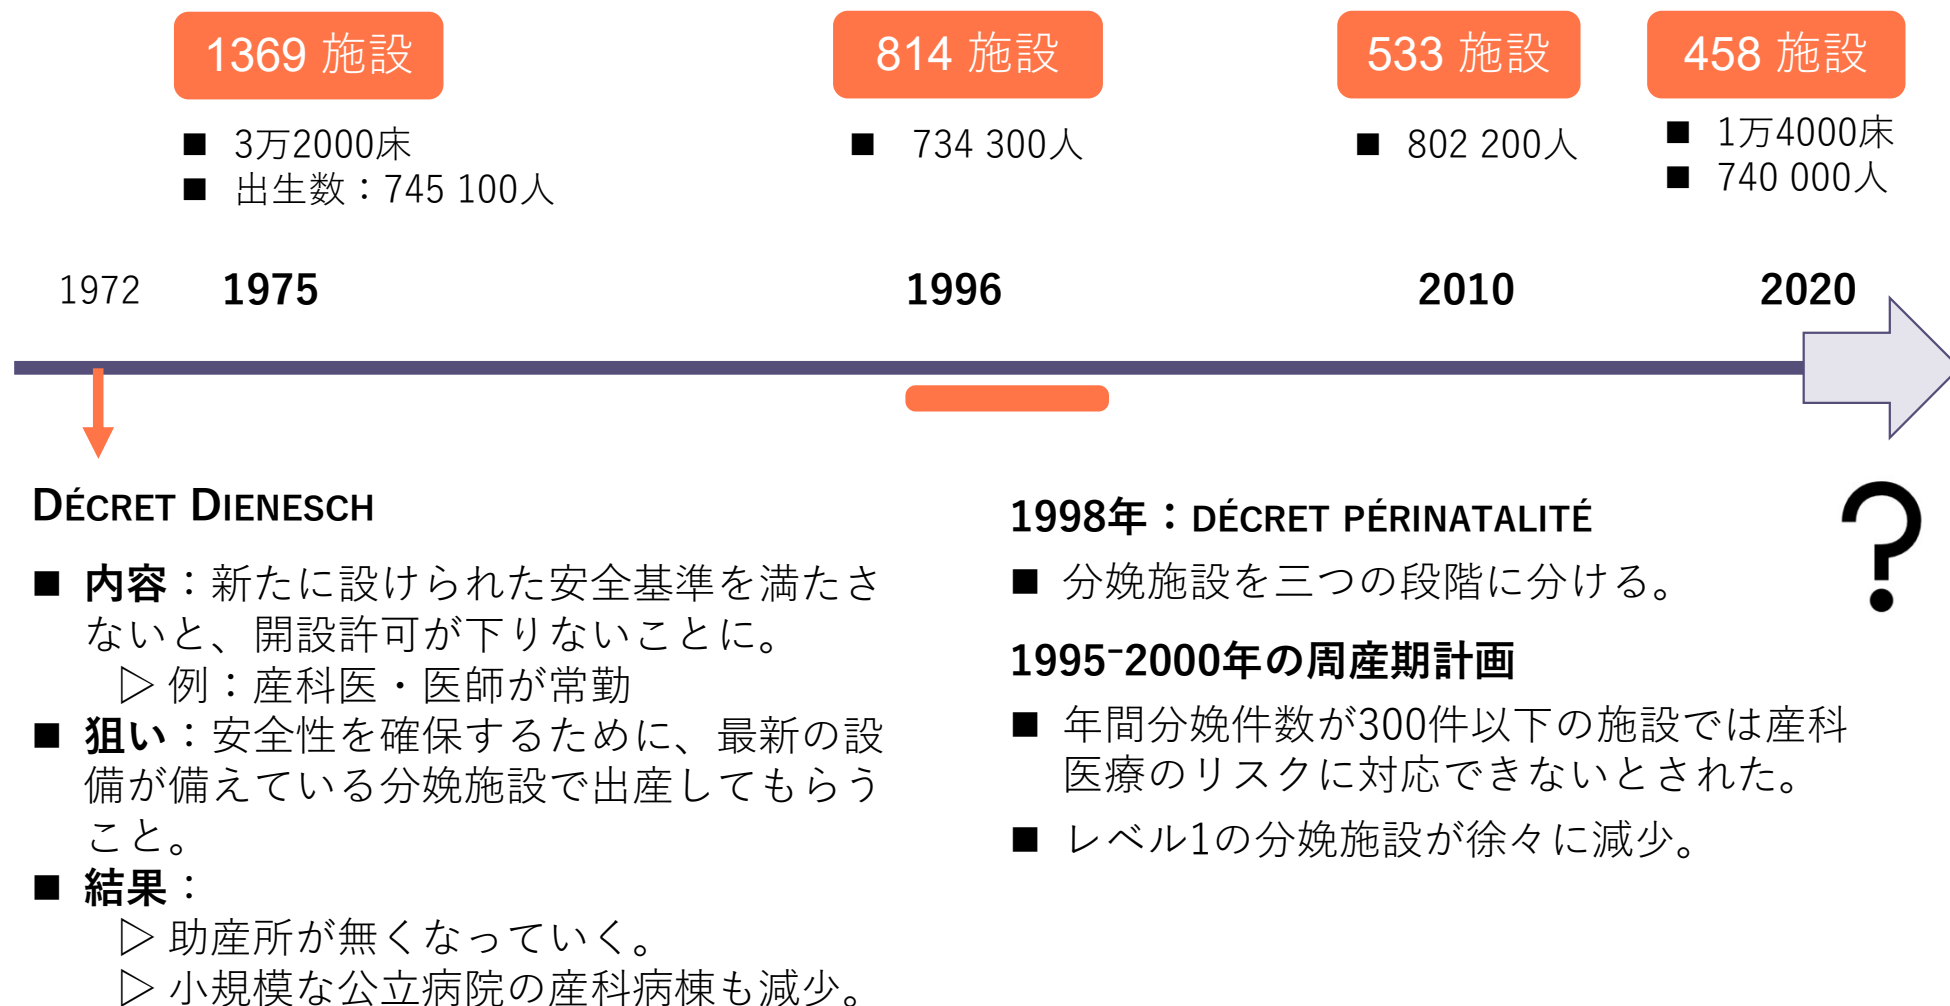 1369 施設
814 施設
533 施設
458 施設
■ 3万2000床
■ 出生数：745 100人
■ 734 300人
■ 802 200人
■ 1万4000床
■ 740 000人
1972
1975
1996
2010
2020
DÉCRET DIENESCH
■ 内容：新たに設けられた安全基準を満たさ
ないと、開設許可が下りないことに。
▷ 例：産科医・医師が常勤
■ 狙い：安全性を確保するために、最新の設
備が備えている分娩施設で出産してもらう
こと。
■ 結果：
▷ 助産所が無くなっていく。
▷ 小規模な公立病院の産科病棟も減少。
1998年：DÉCRET PÉRINATALITÉ
■ 分娩施設を三つの段階に分ける。
1995⁻2000年の周産期計画
■ 年間分娩件数が300件以下の施設では産科
医療のリスクに対応できないとされた。
■ レベル1の分娩施設が徐々に減少。
?